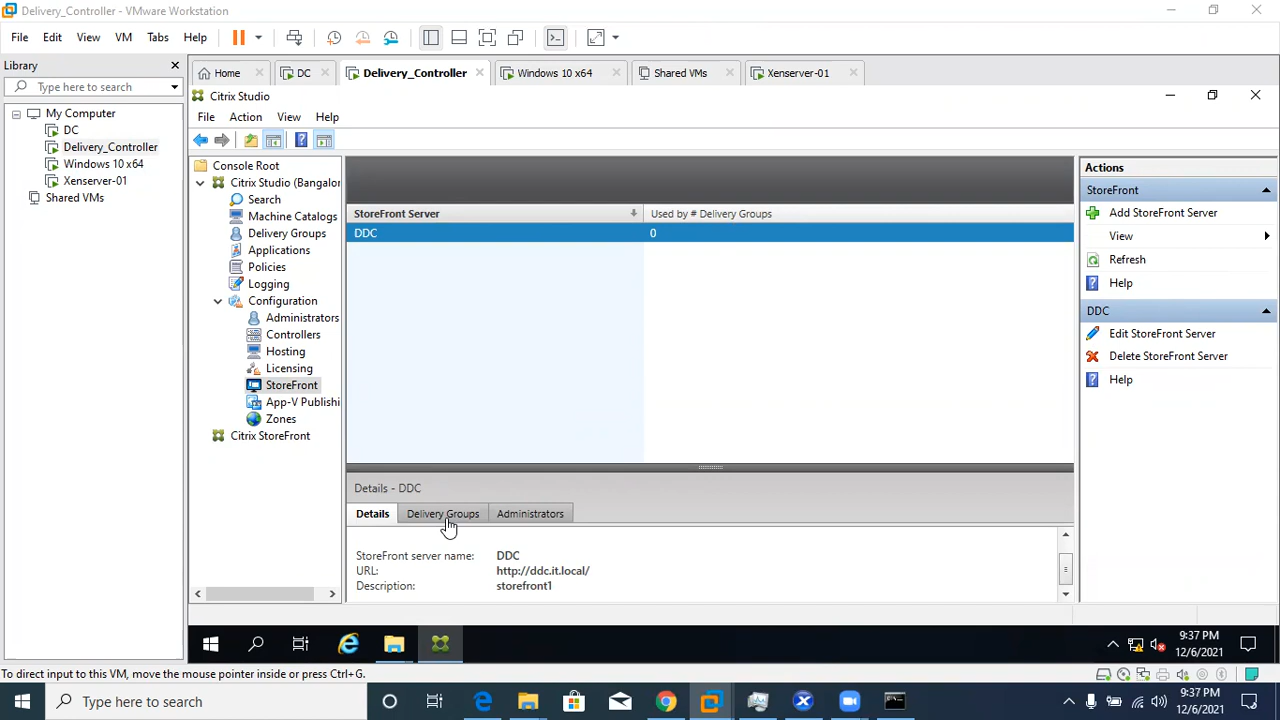 Delivery_Controller - VMware Workstation
File Edit View VM Tabs Help
Library
Home DC Delivery_Controller Windows 10 x64 Shared VMs Xenserver-01
Type here to search
My Computer
DC
Delivery_Controller
Windows 10 x64
Xenserver-01
Shared VMs
Citrix Studio
File Action View Help
Console Root
Citrix Studio (Bangalor
Search
Machine Catalogs
Delivery Groups
Applications
Policies
Logging
Configuration
Administrators
Controllers
Hosting
Licensing
StoreFront
App-V Publishi
Zones
Citrix StoreFront
StoreFront Server Used by # Delivery Groups
DDC 0
Details - DDC
Details Delivery Groups Administrators
StoreFront server name: DDC
URL: http://ddc.it.local/
Description: storefront1
Actions
StoreFront
Add StoreFront Server
View
Refresh
Help
DDC
Edit StoreFront Server
Delete StoreFront Server
Help
9:37 PM
12/6/2021
To direct input to this VM, move the mouse pointer inside or press Ctrl+G.
Type here to search
9:37 PM
12/6/2021